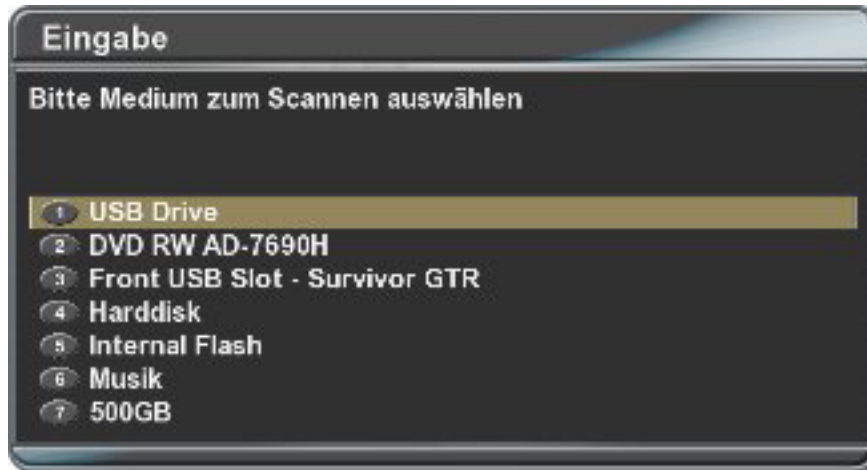 Eingabe
Bitte Medium zum Scannen auswählen
1 USB Drive
2 DVD RW AD-7690H
3 Front USB Slot - Survivor GTR
4 Harddisk
5 Internal Flash
6 Musik
7 500GB